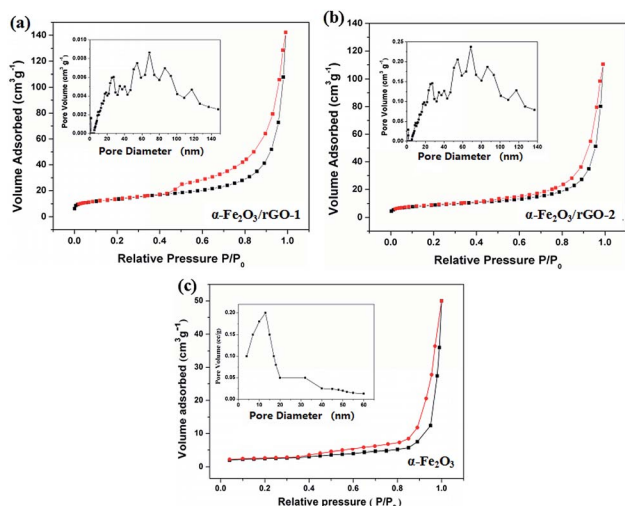 (a)
140
120
100
80
60
40
20
0
Volume Adsorbed (cm³ g⁻¹)
0.010
0.008
0.006
0.004
0.002
0.000
Pore Volume (cm³ g⁻¹)
0 20 40 60 80 100 120 140
Pore Diameter (nm)
α-Fe₂O₃/rGO-1
0.0 0.2 0.4 0.6 0.8 1.0
Relative Pressure P/P₀
(b)
140
120
100
80
60
40
20
0
Volume Adsorbed (cm³ g⁻¹)
0.25
0.20
0.15
0.10
0.05
0.00
Pore Volume (cm³ g⁻¹)
0 20 40 60 80 100 120 140
Pore Diameter (nm)
α-Fe₂O₃/rGO-2
0.0 0.2 0.4 0.6 0.8 1.0
Relative Pressure P/P₀
(c)
50
40
30
20
10
0
Volume adsorbed (cm³ g⁻¹)
0.20
0.15
0.10
0.05
0.00
Pore Volume (cc/g)
0 10 20 30 40 50 60
Pore Diameter (nm)
α-Fe₂O₃
0.0 0.2 0.4 0.6 0.8 1.0
Relative pressure ( P/P₀)